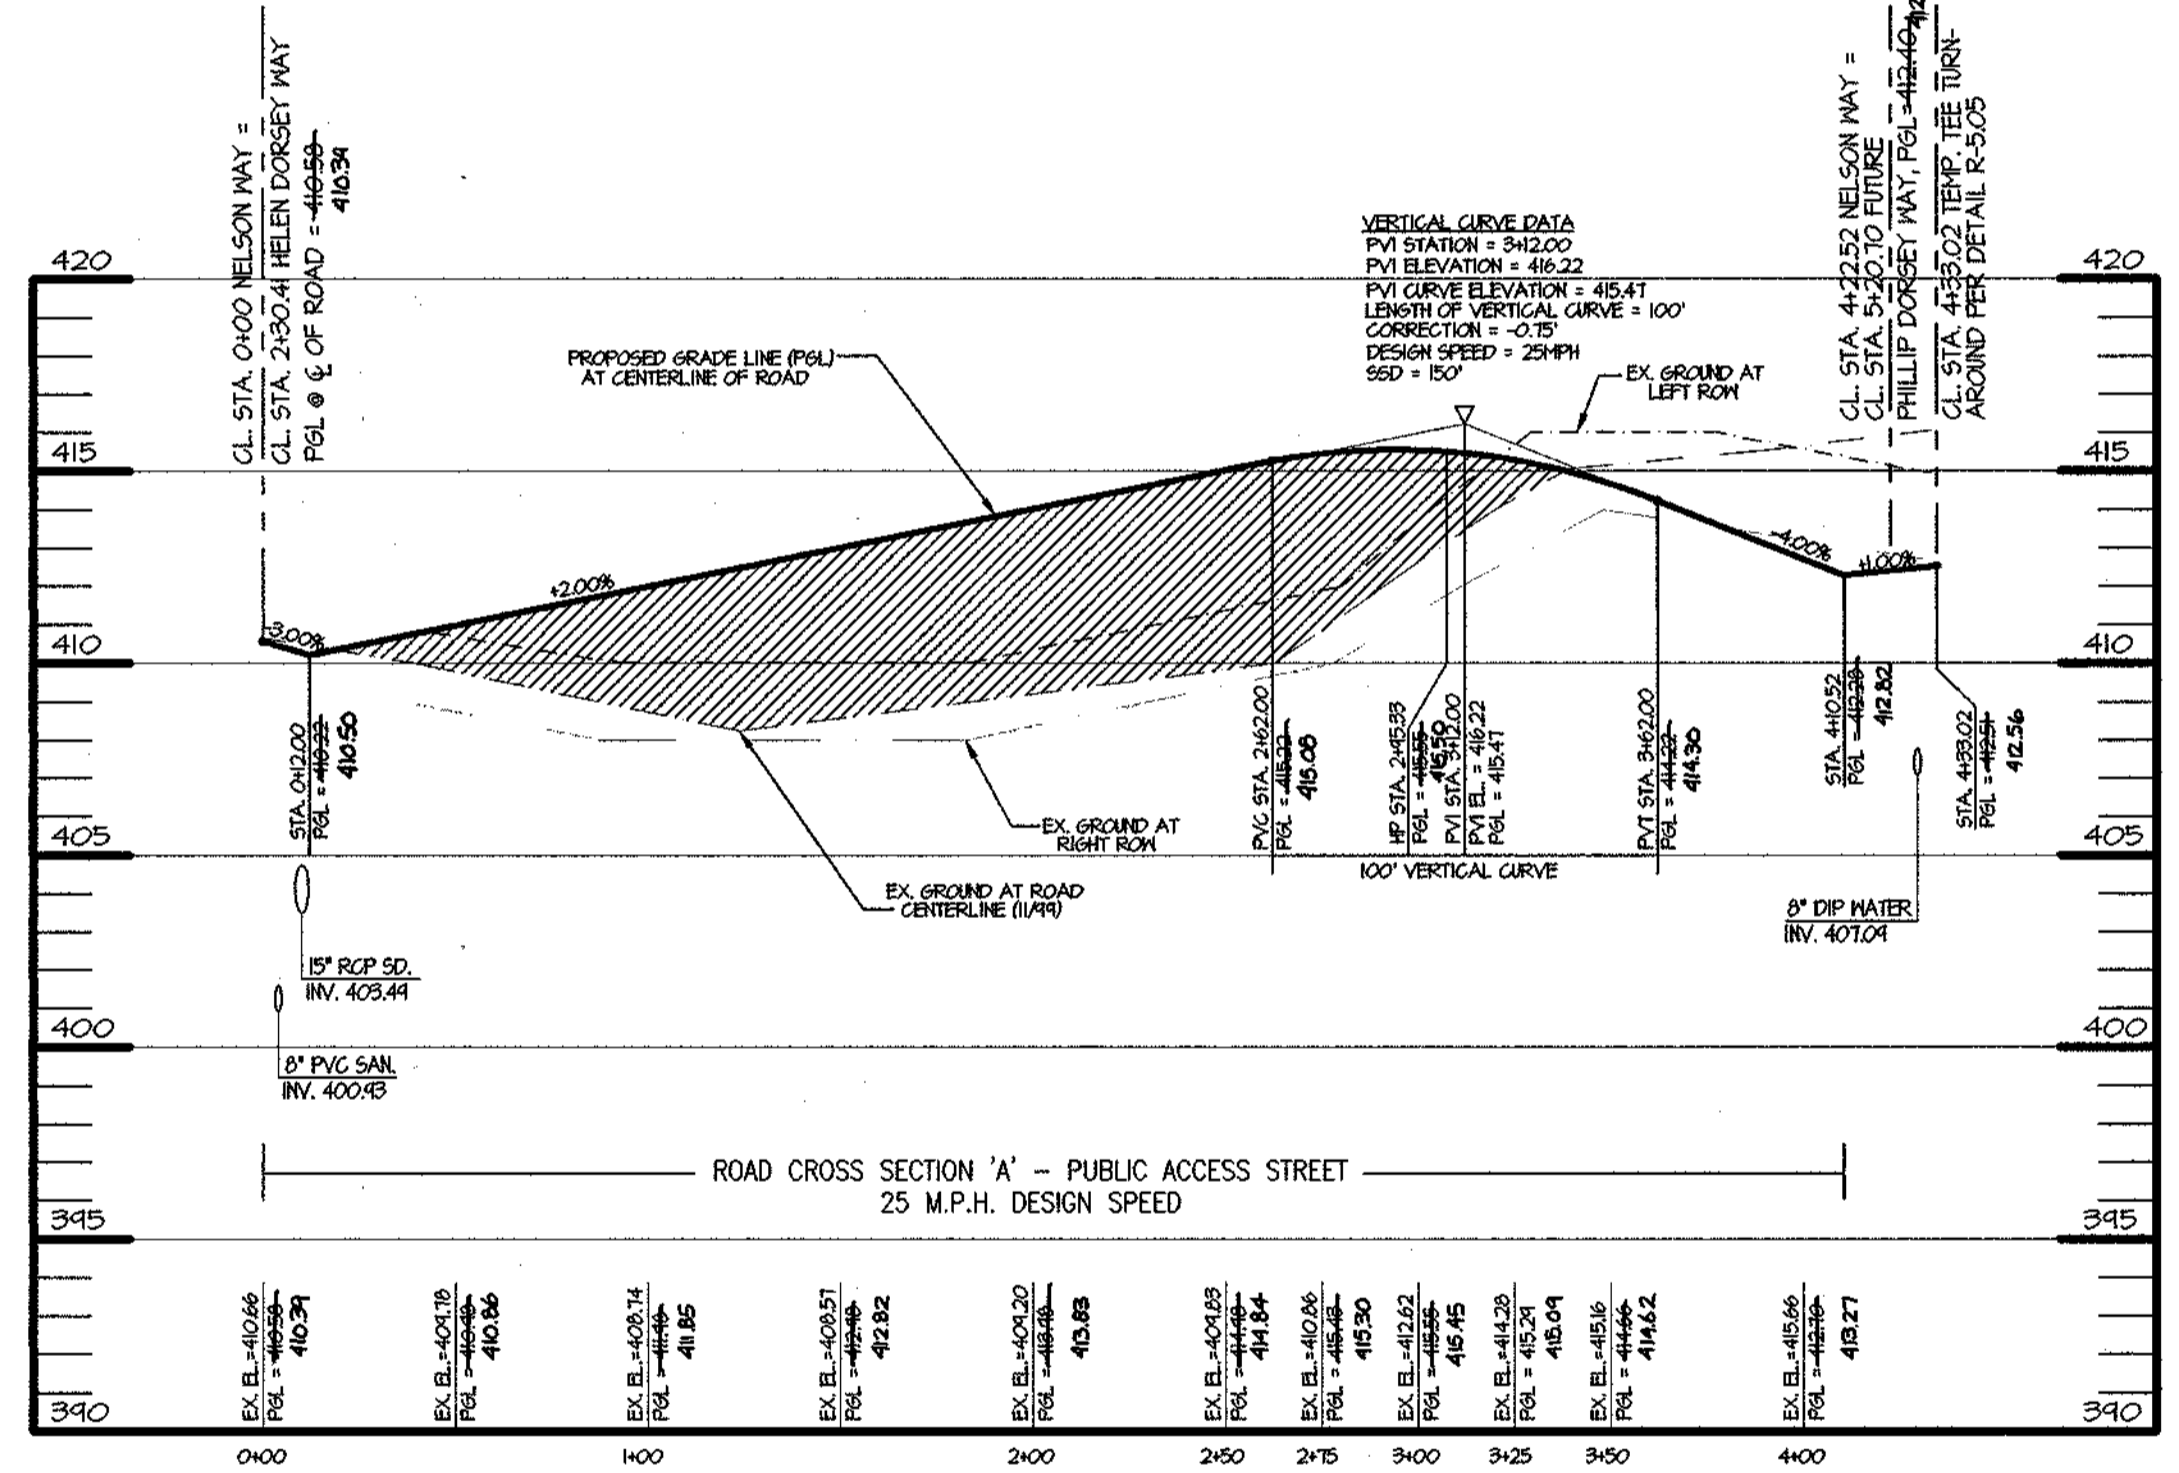 CL. STA. 0+00 NELSON WAY =
CL. STA. 2+30.41 HELEN DORSEY WAY
PGL @ ℄ OF ROAD = 410.58
410.39
CL. STA. 4+22.52 NELSON WAY =
CL. STA. 5+20.70 FUTURE
PHILLIP DORSEY WAY, PGL=412.40
CL. STA. 4+33.02 TEMP. TEE TURN-
AROUND PER DETAIL R-5.05
VERTICAL CURVE DATA
PVI STATION = 3+12.00
PVI ELEVATION = 416.22
PVI CURVE ELEVATION = 415.47
LENGTH OF VERTICAL CURVE = 100'
CORRECTION = -0.75'
DESIGN SPEED = 25MPH
SSD = 150'
420
420
PROPOSED GRADE LINE (PGL)
AT CENTERLINE OF ROAD
EX. GROUND AT
LEFT ROW
415
415
+2.00%
-4.00%
+1.00%
-3.00%
410
410
STA. 0+12.00
PGL = 410.22
410.50
PVC STA. 2+62.00
PGL = 415.22
415.08
HP STA. 2+95.33
PGL = 415.55
415.50
PVI STA. 3+12.00
PVI EL. = 416.22
PGL = 415.47
PVT STA. 3+62.00
PGL = 414.22
414.30
STA. 4+10.52
PGL = 412.28
412.82
STA. 4+33.02
PGL = 412.51
412.56
EX. GROUND AT
RIGHT ROW
405
405
100' VERTICAL CURVE
EX. GROUND AT ROAD
CENTERLINE (11/99)
8" DIP WATER
INV. 407.09
15" RCP SD.
INV. 403.49
400
400
8" PVC SAN.
INV. 400.93
ROAD CROSS SECTION 'A' - PUBLIC ACCESS STREET
25 M.P.H. DESIGN SPEED
395
395
EX. EL.=410.66
PGL =410.58
410.39
EX. EL.=409.78
PGL =410.98
410.86
EX. EL.=408.74
PGL =411.98
411.85
EX. EL.=408.57
PGL =412.98
412.82
EX. EL.=409.20
PGL =413.98
413.83
EX. EL.=409.83
PGL =414.98
414.84
EX. EL.=410.86
PGL =415.43
415.30
EX. EL.=412.62
PGL =415.55
415.45
EX. EL.=414.28
PGL = 415.29
415.09
EX. EL.=415.16
PGL =414.66
414.62
EX. EL.=415.66
PGL =412.70
413.27
390
390
0+00 1+00 2+00 2+50 2+75 3+00 3+25 3+50 4+00